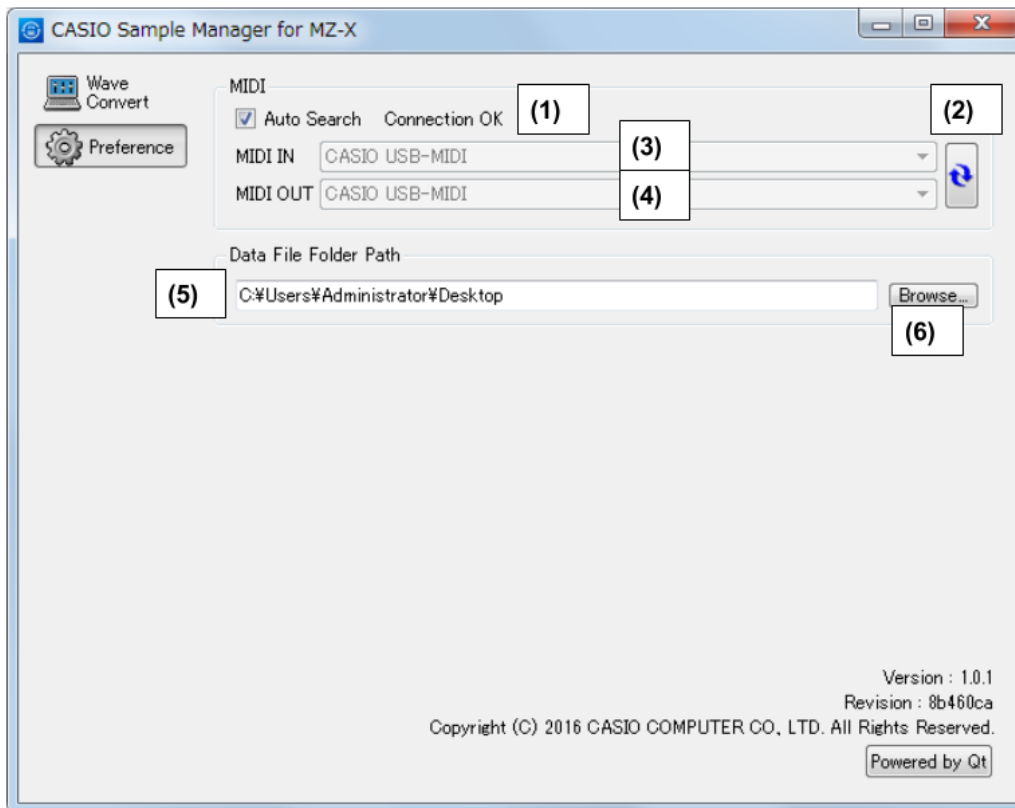 CASIO Sample Manager for MZ-X
Wave
Convert
Preference
MIDI
Auto Search Connection OK (1) (2)
MIDI IN CASIO USB-MIDI (3)
MIDI OUT CASIO USB-MIDI (4)
Data File Folder Path
(5) C:¥Users¥Administrator¥Desktop Browse...
(6)
Version : 1.0.1
Revision : 8b460ca
Copyright (C) 2016 CASIO COMPUTER CO., LTD. All Rights Reserved.
Powered by Qt